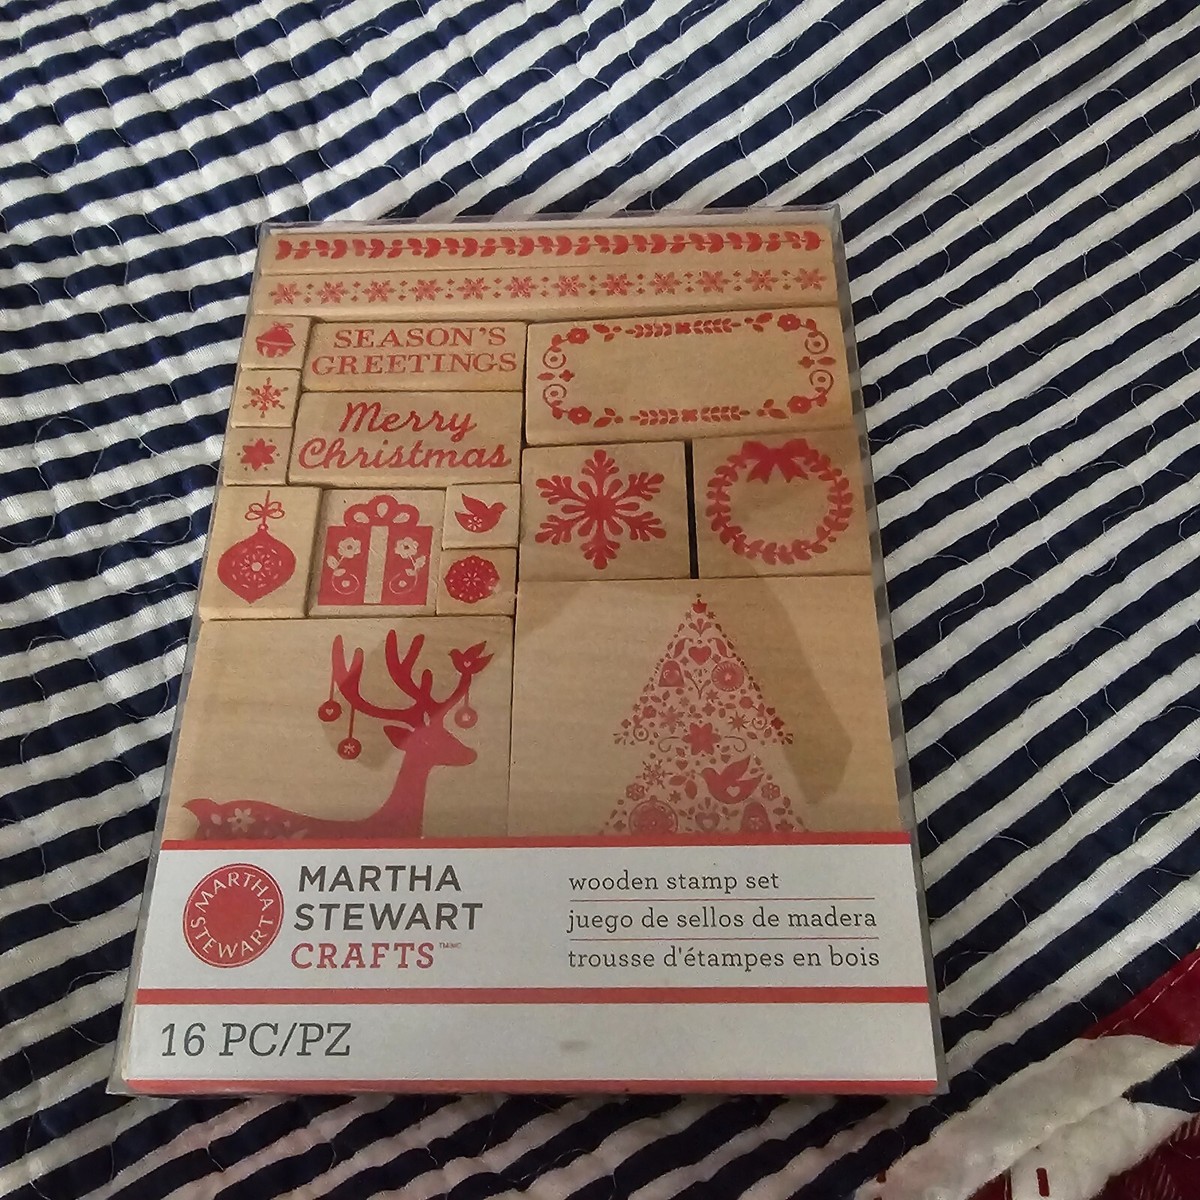 SEASON'S
GREETINGS
Merry
Christmas
MARTHA
STEWART
MARTHA
STEWART
CRAFTS
wooden stamp set
juego de sellos de madera
trousse d'étampes en bois
16 PC/PZ